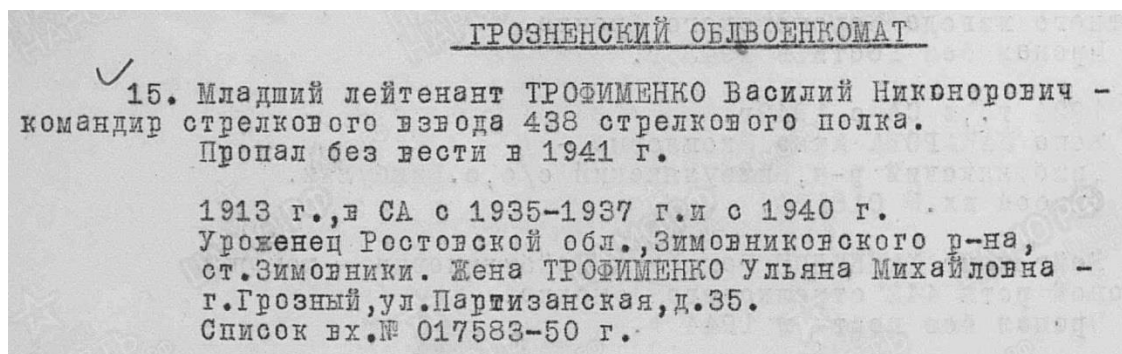 ГРОЗНЕНСКИЙ ОБЛВОЕНКОМАТ
15. Младший лейтенант ТРОФИМЕНКО Василий Никонорович -
командир стрелкового взвода 438 стрелкового полка.
Пропал без вести в 1941 г.
1913 г.,в СА с 1935-1937 г.и с 1940 г.
Уроженец Ростовской обл.,Зимовниковского р-на,
ст.Зимовники. Жена ТРОФИМЕНКО Ульяна Михайловна -
г.Грозный,ул.Партизанская,д.35.
Список вх.№ 017583-50 г.